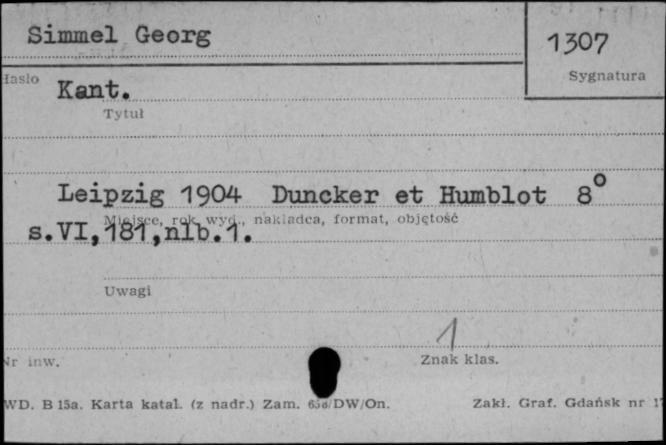 Simmel Georg
1307
Hasło
Sygnatura
Kant.
Tytuł
Leipzig 1904 Duncker et Humblot 8°
Miejsce, rok wyd., nakładca, format, objętość
s.VI,181,nlb.1.
Uwagi
1
Nr inw.
Znak klas.
WD. B 15a. Karta katal. (z nadr.) Zam. /DW/On.
Zakł. Graf. Gdańsk nr